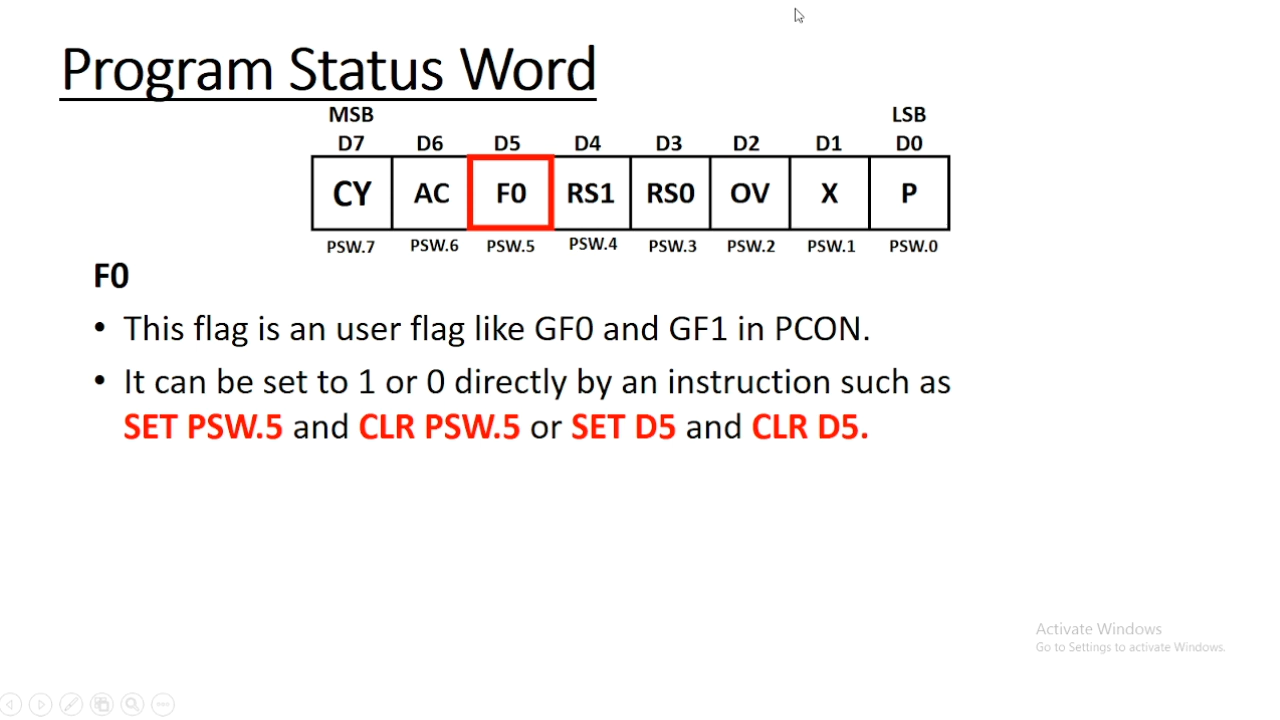 Program Status Word
MSB LSB
D7 D6 D5 D4 D3 D2 D1 D0
CY AC F0 RS1 RS0 OV X P
PSW.7 PSW.6 PSW.5 PSW.4 PSW.3 PSW.2 PSW.1 PSW.0
F0
• This flag is an user flag like GF0 and GF1 in PCON.
• It can be set to 1 or 0 directly by an instruction such as
SET PSW.5 and CLR PSW.5 or SET D5 and CLR D5.
Activate Windows
Go to Settings to activate Windows.